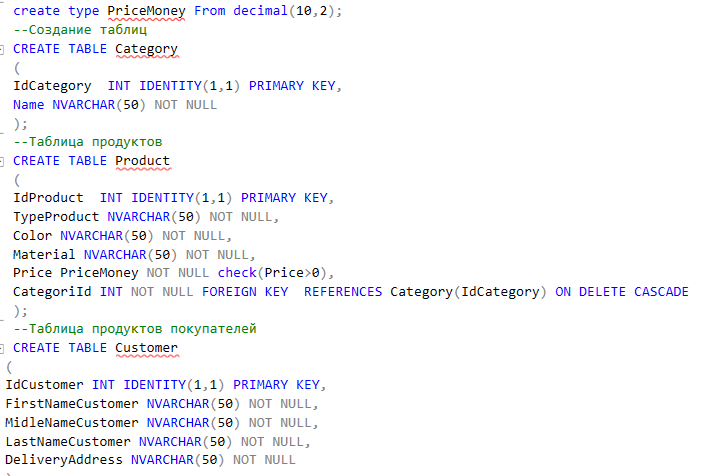 create type PriceMoney From decimal(10,2);
--Создание таблиц
CREATE TABLE Category
(
IdCategory  INT IDENTITY(1,1) PRIMARY KEY,
Name NVARCHAR(50) NOT NULL
);
--Таблица продуктов
CREATE TABLE Product
(
IdProduct  INT IDENTITY(1,1) PRIMARY KEY,
TypeProduct NVARCHAR(50) NOT NULL,
Color NVARCHAR(50) NOT NULL,
Material NVARCHAR(50) NOT NULL,
Price PriceMoney NOT NULL check(Price>0),
CategoriId INT NOT NULL FOREIGN KEY  REFERENCES Category(IdCategory) ON DELETE CASCADE
);
--Таблица продуктов покупателей
CREATE TABLE Customer
(
IdCustomer INT IDENTITY(1,1) PRIMARY KEY,
FirstNameCustomer NVARCHAR(50) NOT NULL,
MidleNameCustomer NVARCHAR(50) NOT NULL,
LastNameCustomer NVARCHAR(50) NOT NULL,
DeliveryAddress NVARCHAR(50) NOT NULL